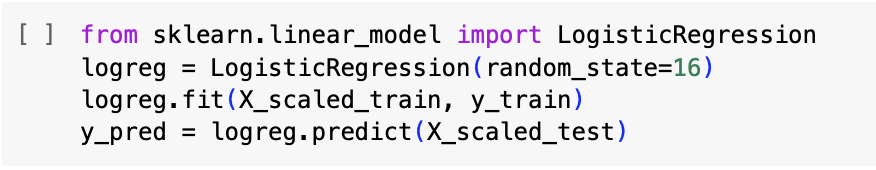 [ ] from sklearn.linear_model import LogisticRegression
logreg = LogisticRegression(random_state=16)
logreg.fit(X_scaled_train, y_train)
y_pred = logreg.predict(X_scaled_test)